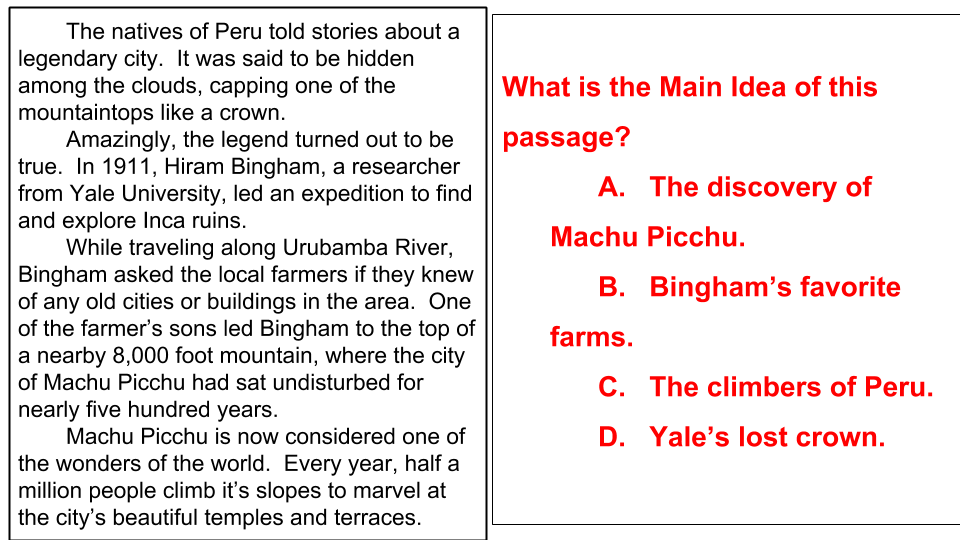 The natives of Peru told stories about a
legendary city.  It was said to be hidden
among the clouds, capping one of the
mountaintops like a crown.
Amazingly, the legend turned out to be
true.  In 1911, Hiram Bingham, a researcher
from Yale University, led an expedition to find
and explore Inca ruins.
While traveling along Urubamba River,
Bingham asked the local farmers if they knew
of any old cities or buildings in the area.  One
of the farmer’s sons led Bingham to the top of
a nearby 8,000 foot mountain, where the city
of Machu Picchu had sat undisturbed for
nearly five hundred years.
Machu Picchu is now considered one of
the wonders of the world.  Every year, half a
million people climb it’s slopes to marvel at
the city’s beautiful temples and terraces.
What is the Main Idea of this
passage?
A. The discovery of
Machu Picchu.
B. Bingham’s favorite
farms.
C. The climbers of Peru.
D. Yale’s lost crown.